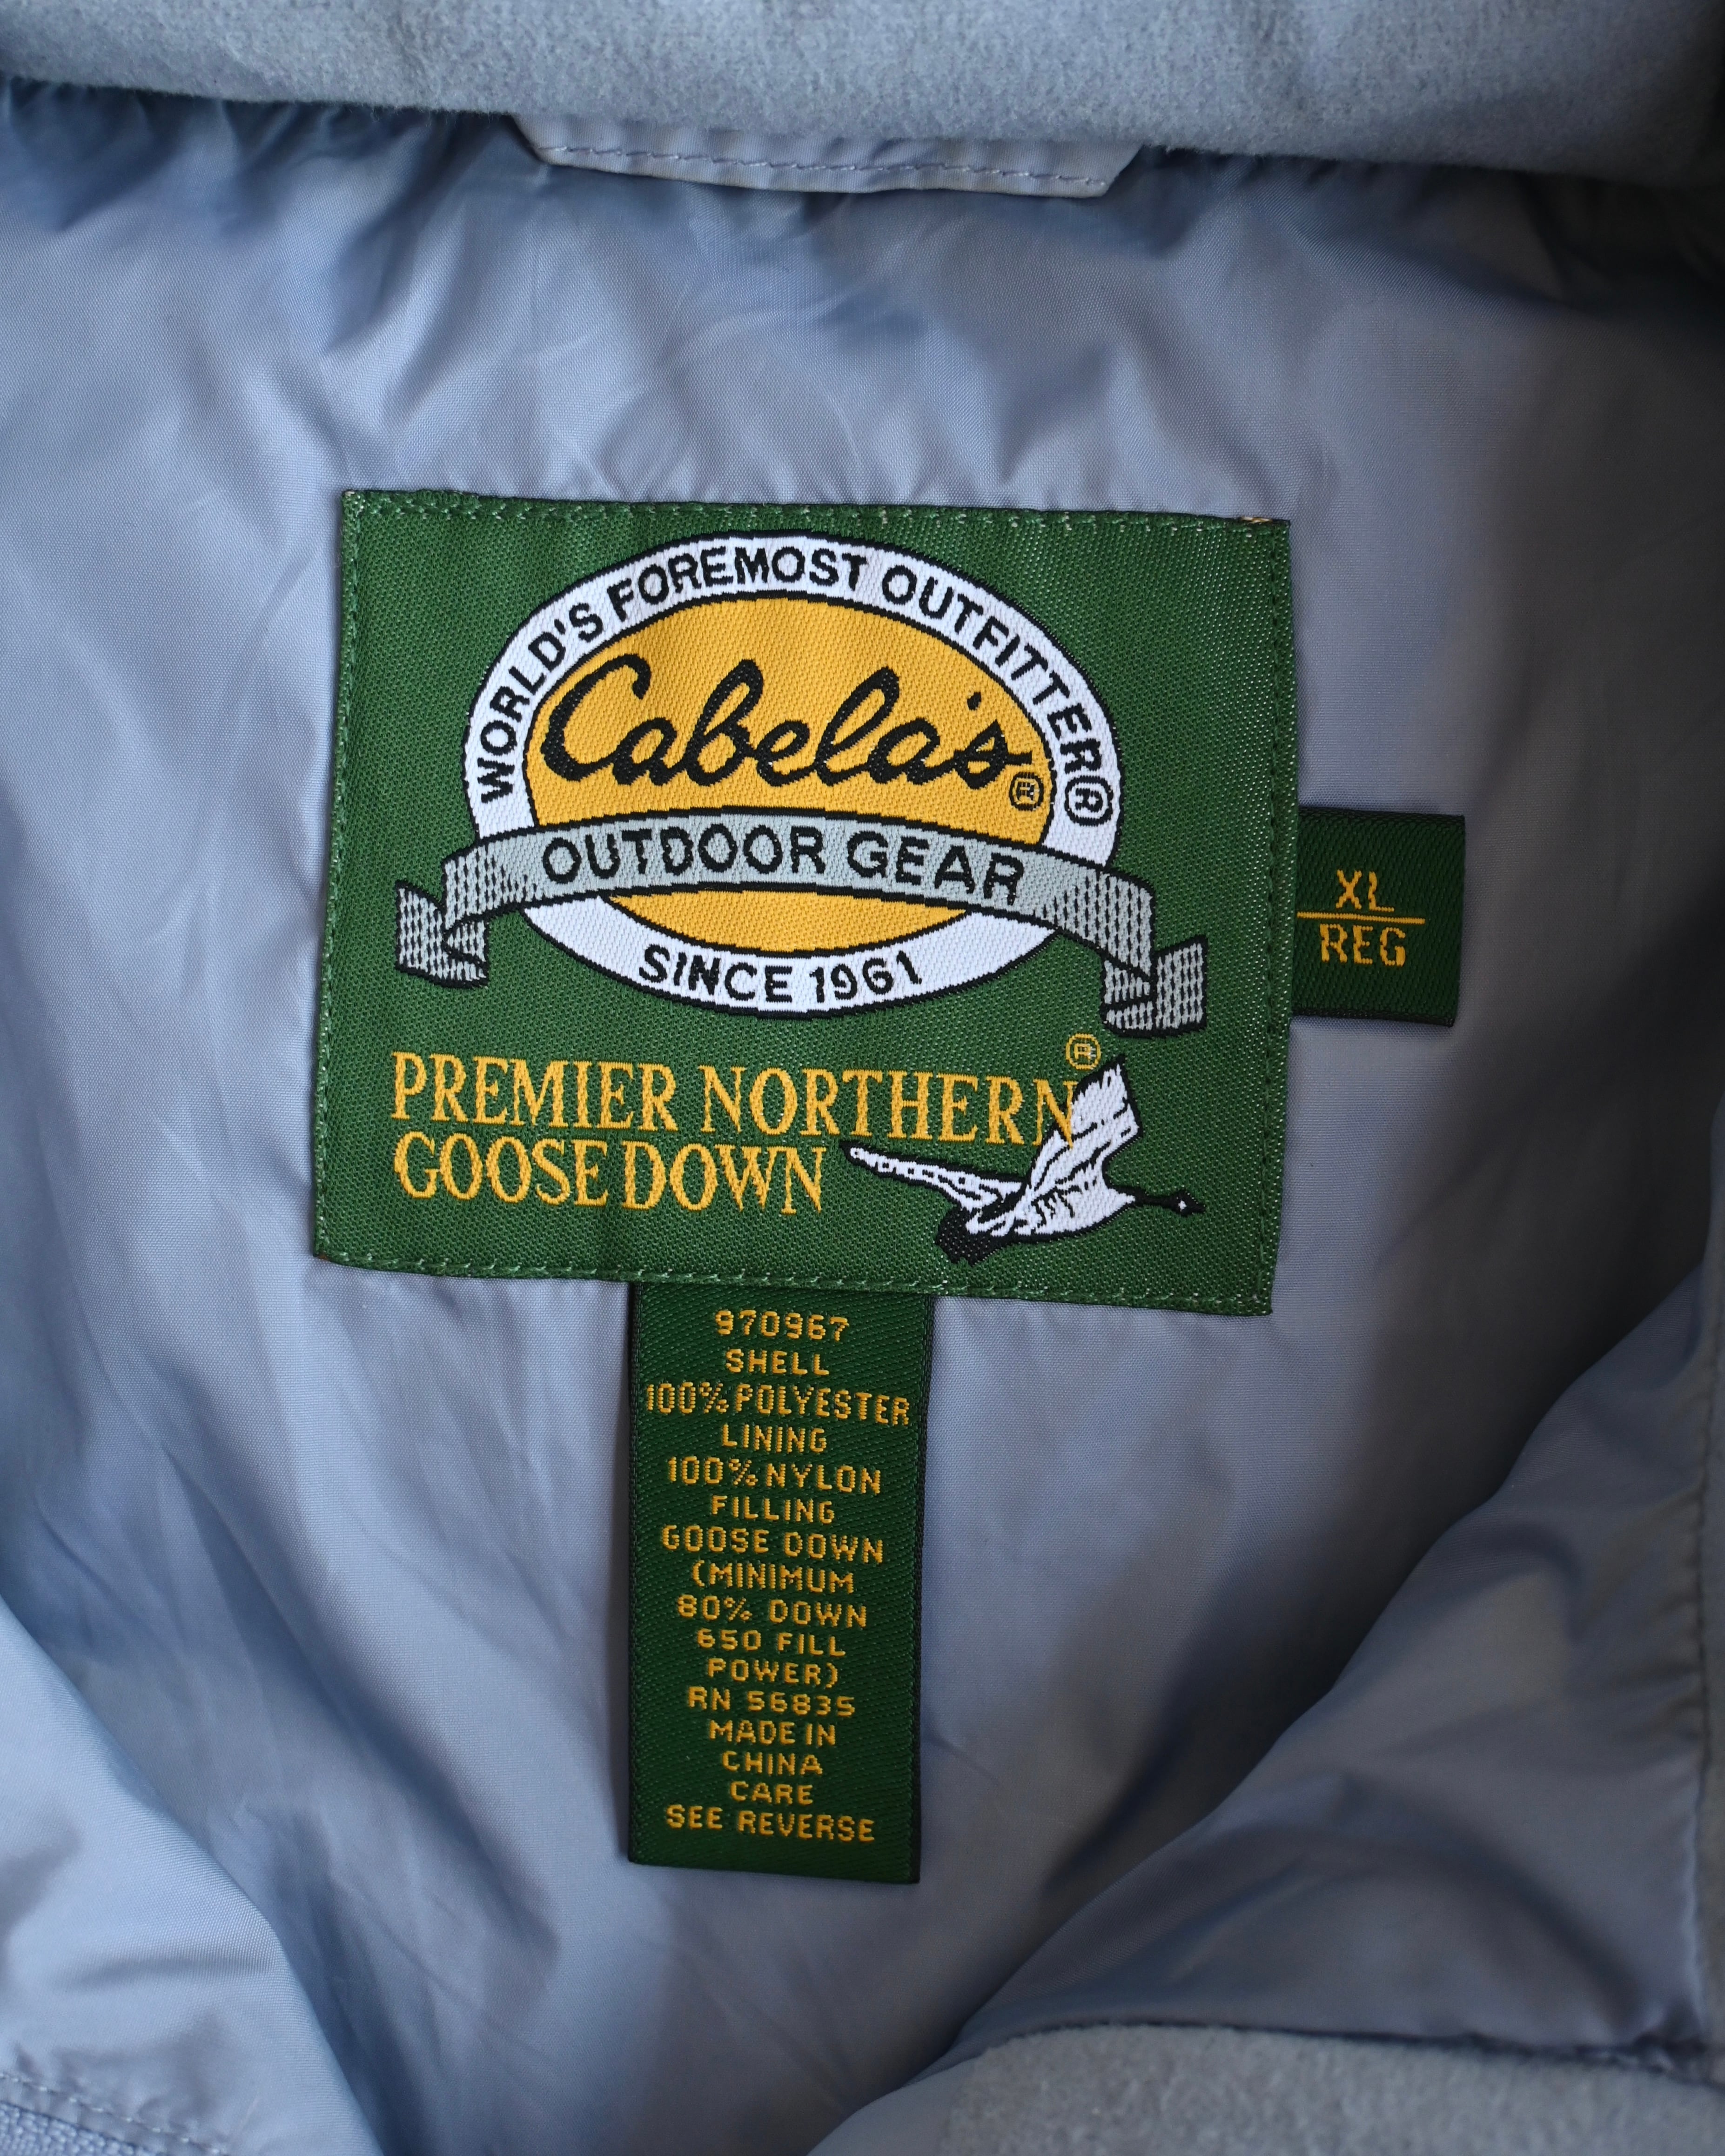 WORLD'S FOREMOST OUTFITTER®
Cabela's®
OUTDOOR GEAR
SINCE 1961
PREMIER NORTHERN®
GOOSE DOWN
XL
REG
970967
SHELL
100% POLYESTER
LINING
100% NYLON
FILLING
GOOSE DOWN
(MINIMUM
80% DOWN
650 FILL
POWER)
RN 56835
MADE IN
CHINA
CARE
SEE REVERSE